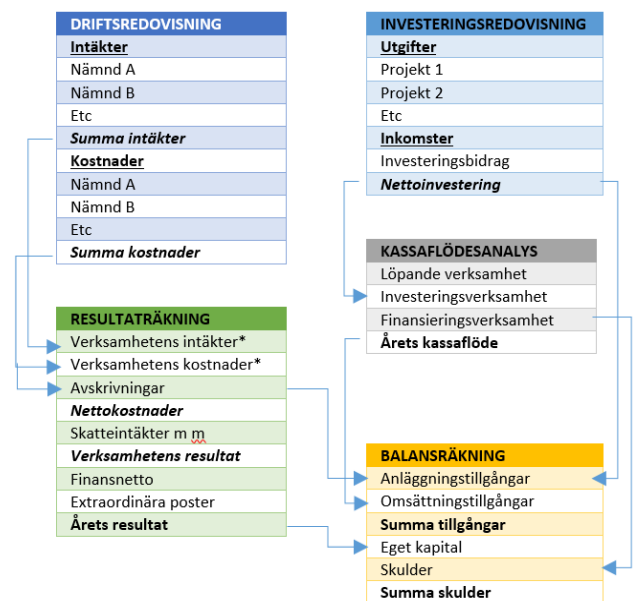 DRIFTSREDOVISNING
Intäkter
Nämnd A
Nämnd B
Etc
Summa intäkter
Kostnader
Nämnd A
Nämnd B
Etc
Summa kostnader
INVESTERINGSREDOVISNING
Utgifter
Projekt 1
Projekt 2
Etc
Inkomster
Investeringsbidrag
Nettoinvestering
KASSAFLÖDESANALYS
Löpande verksamhet
Investeringsverksamhet
Finansieringsverksamhet
Årets kassaflöde
RESULTATRÄKNING
Verksamhetens intäkter*
Verksamhetens kostnader*
Avskrivningar
Nettokostnader
Skatteintäkter m m
Verksamhetens resultat
Finansnetto
Extraordinära poster
Årets resultat
BALANSRÄKNING
Anläggningstillgångar
Omsättningstillgångar
Summa tillgångar
Eget kapital
Skulder
Summa skulder